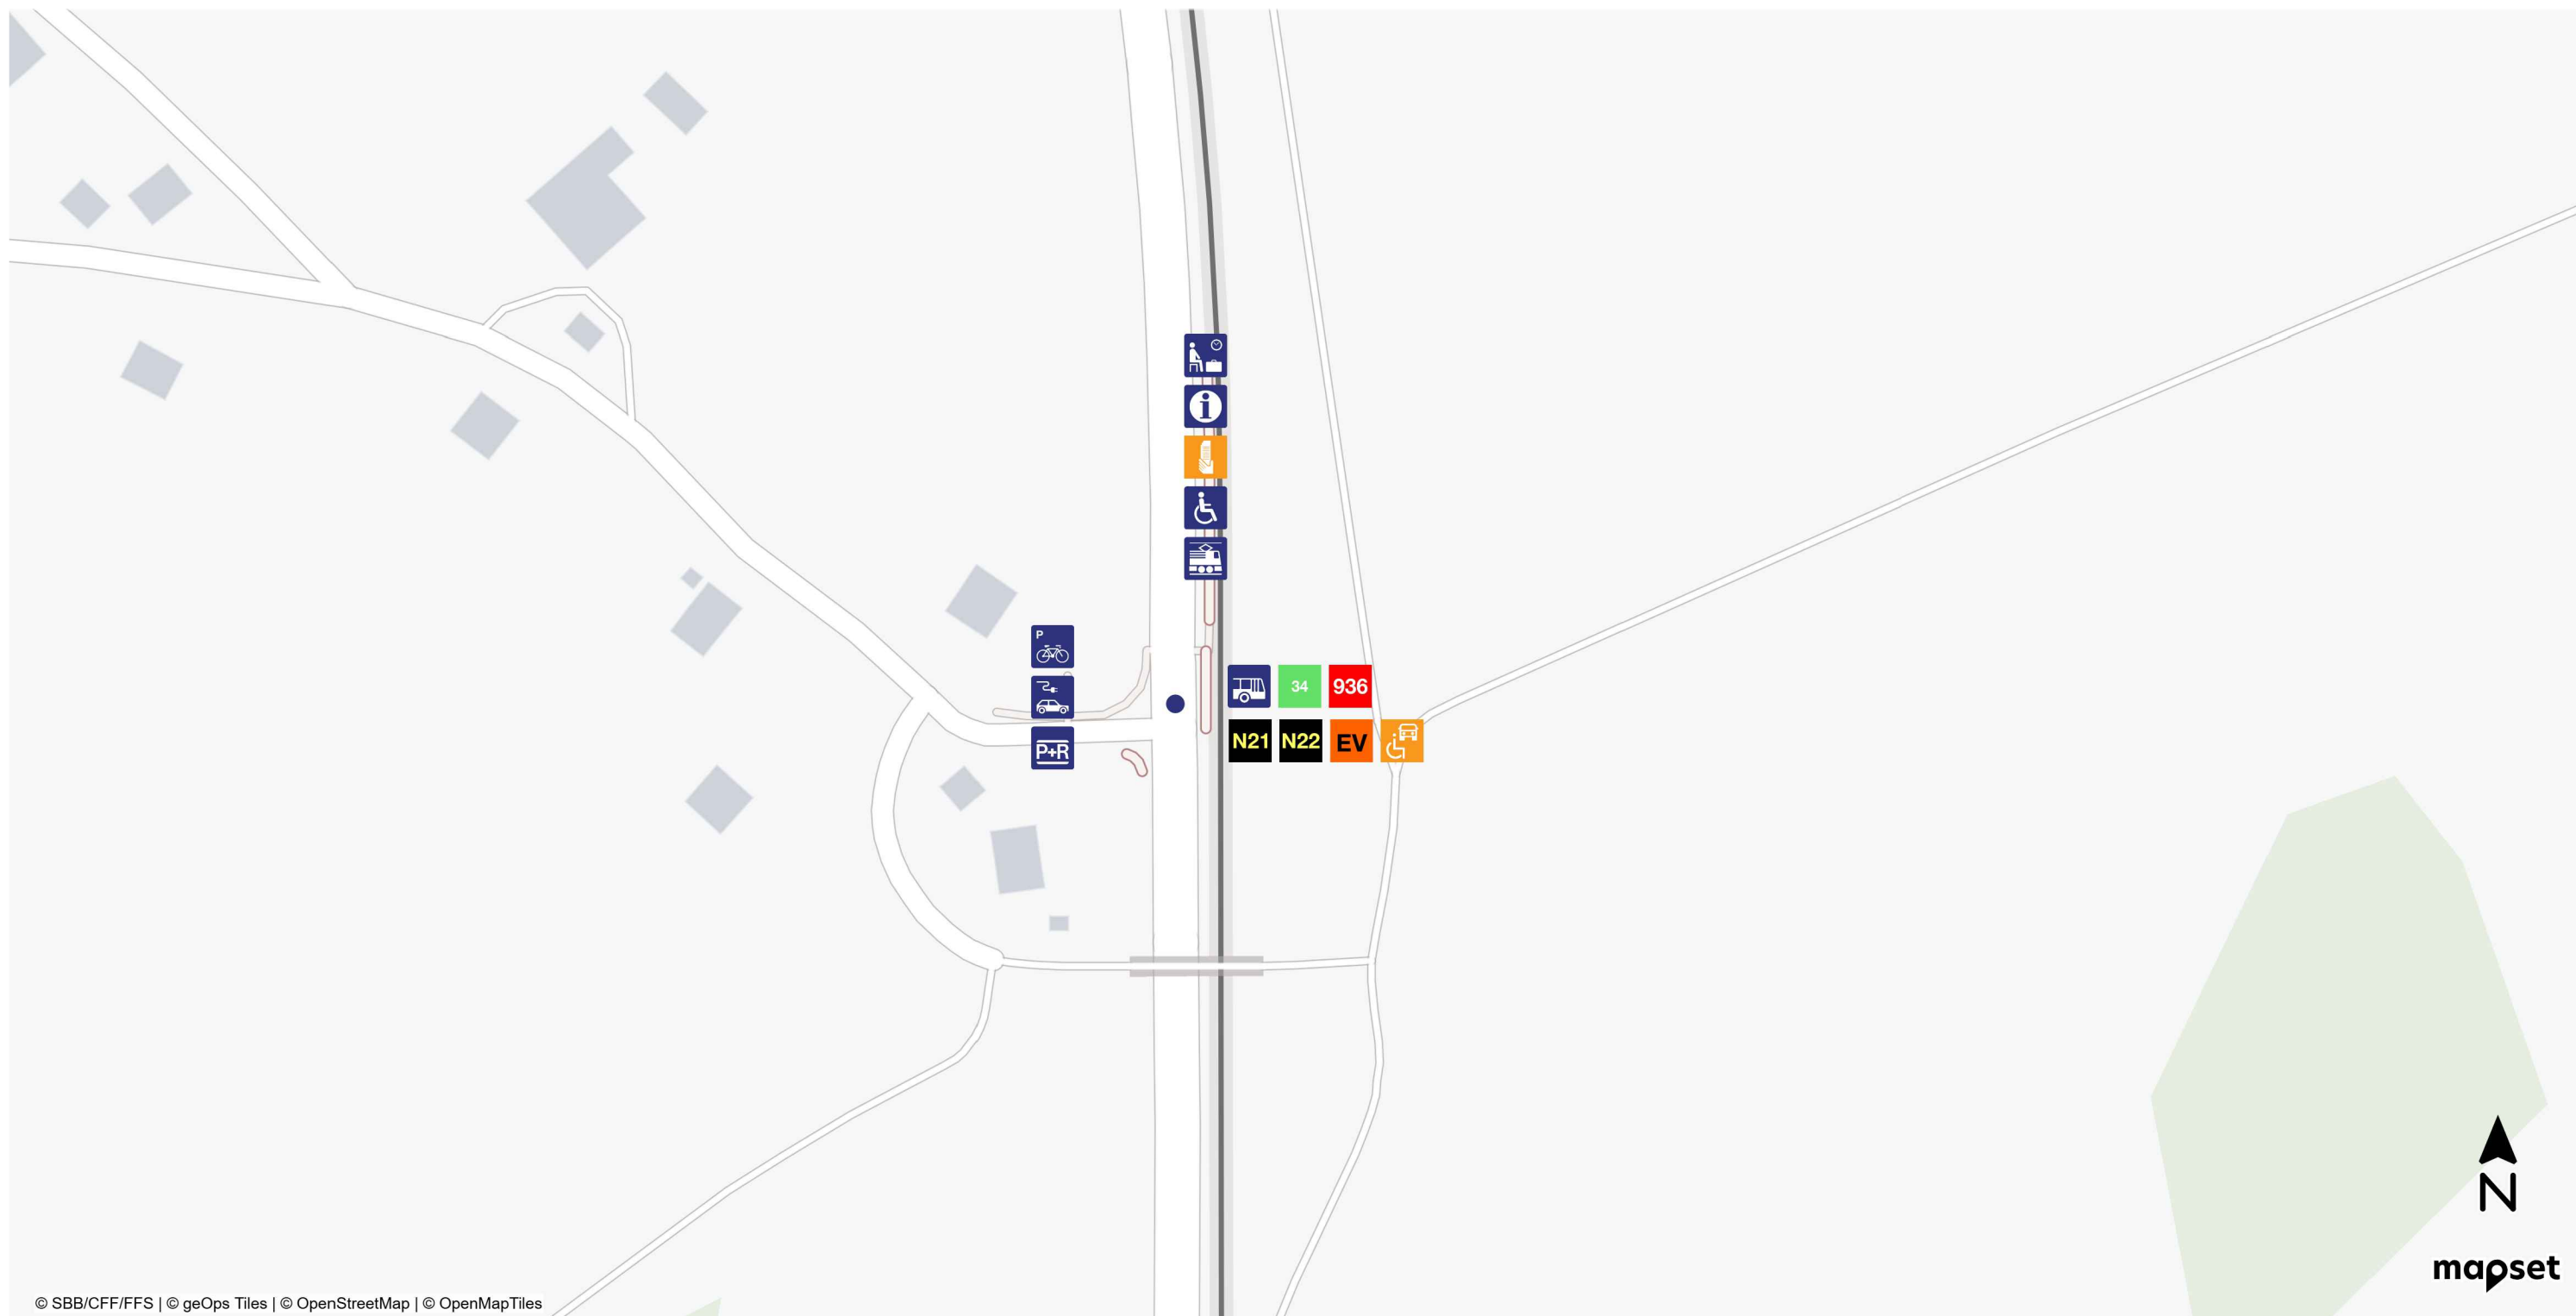 i
P
34 936
P+R
N21 N22 EV
N
mapset
© SBB/CFF/FFS | © geOps Tiles | © OpenStreetMap | © OpenMapTiles